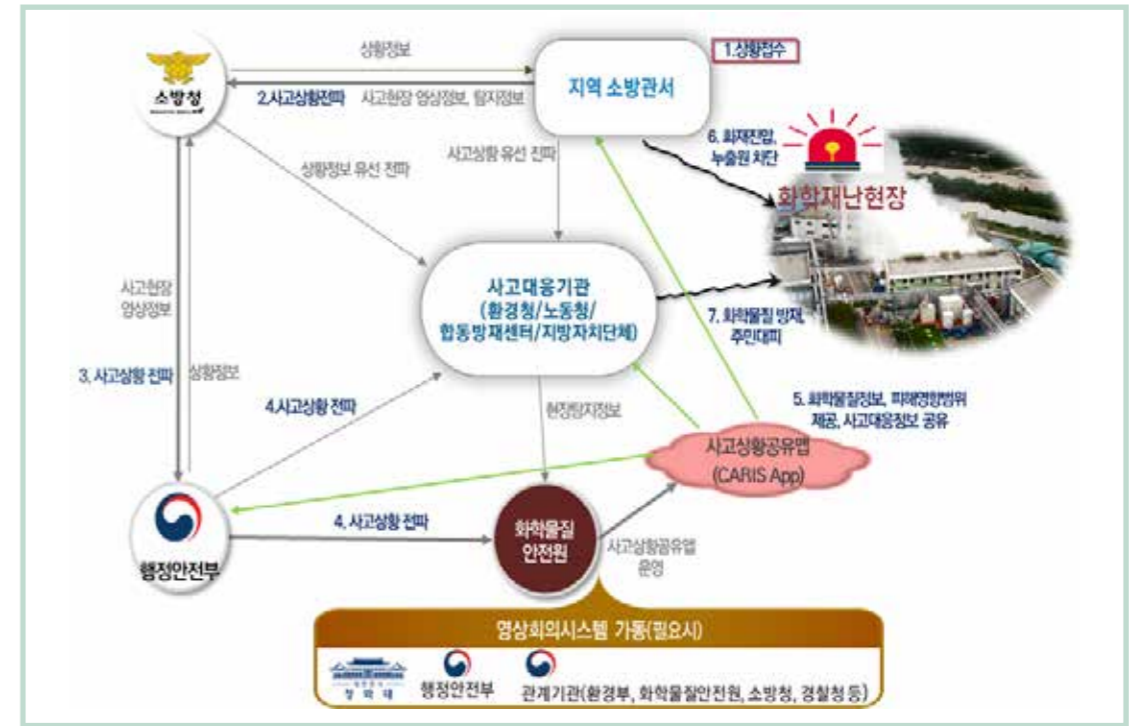 상황정보
1.상황접수
소방청
지역 소방관서
2.사고상황전파
사고현장 영상정보, 탐지정보
6. 화재진압,
누출원 차단
상황정보 유선 전파
사고상황 유선 전파
화학재난현장
사고현장
영상정보
사고대응기관
(환경청/노동청/
합동방재센터/지방자치단체)
7. 화학물질 방재,
주민대피
3. 사고상황 전파
상황정보
4.사고상황 전파
현장탐지정보
5. 화학물질정보, 피해영향범위
제공, 사고대응정보 공유
사고상황공유앱
(CARIS App)
4. 사고상황 전파
화학물질
안전원
사고상황공유앱
운영
행정안전부
영상회의시스템 가동(필요시)
청와대
행정안전부
관계기관(환경부, 화학물질안전원, 소방청, 경찰청 등)